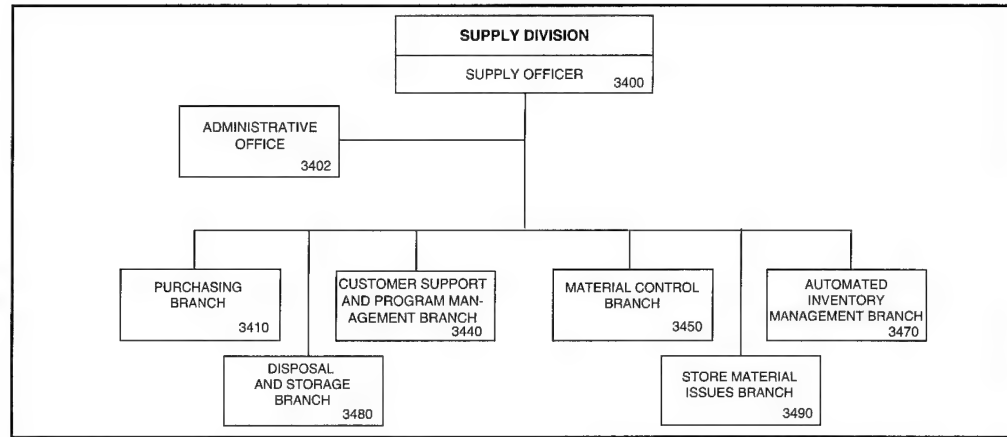 SUPPLY DIVISION
SUPPLY OFFICER
3400
ADMINISTRATIVE
OFFICE
3402
PURCHASING
BRANCH
3410
CUSTOMER SUPPORT
AND PROGRAM MAN-
AGEMENT BRANCH
3440
MATERIAL CONTROL
BRANCH
3450
AUTOMATED
INVENTORY
MANAGEMENT BRANCH
3470
DISPOSAL
AND STORAGE
BRANCH
3480
STORE MATERIAL
ISSUES BRANCH
3490